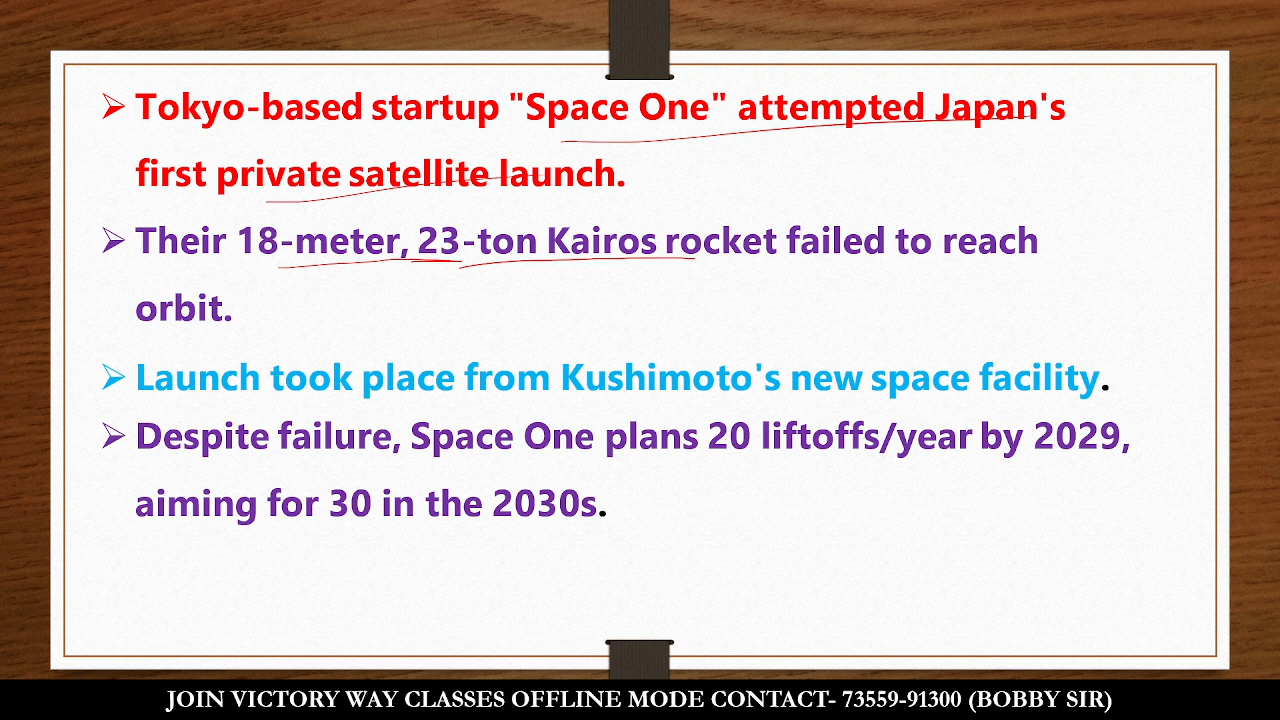 Tokyo-based startup "Space One" attempted Japan's
first private satellite launch.
Their 18-meter, 23-ton Kairos rocket failed to reach
orbit.
Launch took place from Kushimoto's new space facility.
Despite failure, Space One plans 20 liftoffs/year by 2029,
aiming for 30 in the 2030s.
JOIN VICTORY WAY CLASSES OFFLINE MODE CONTACT- 73559-91300 (BOBBY SIR)